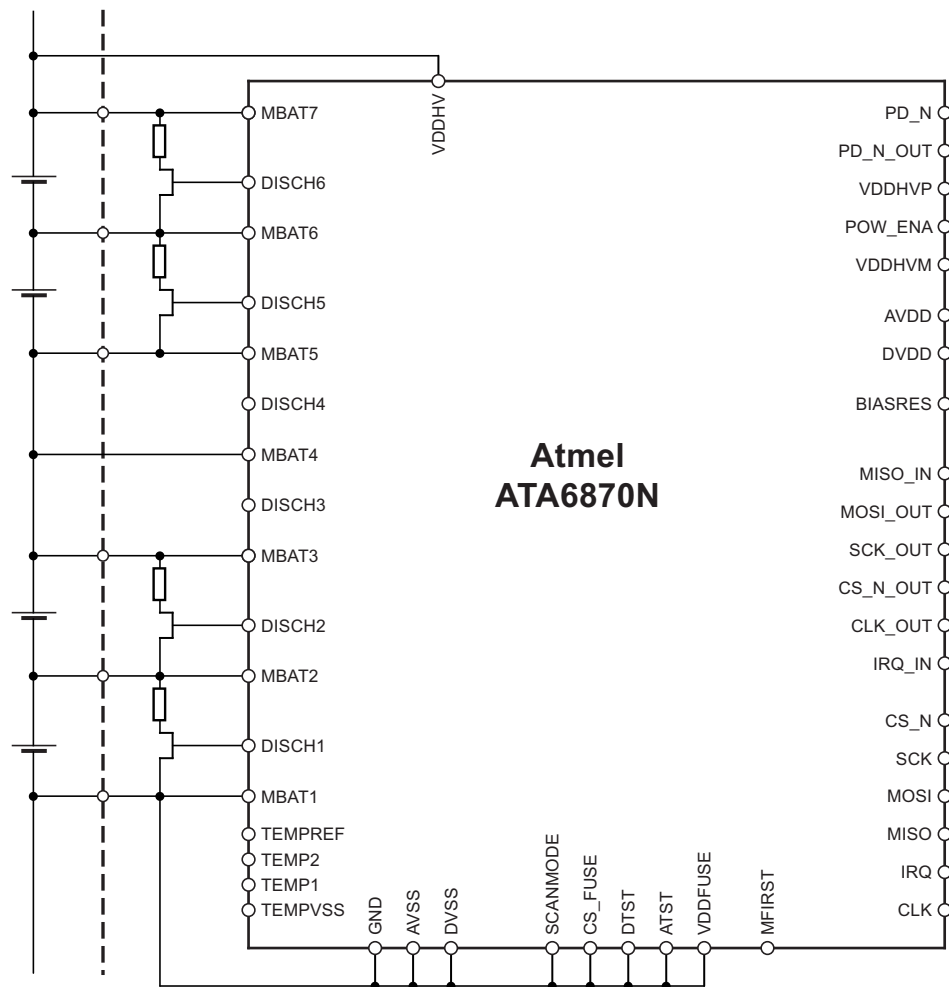 VDDHV
MBAT7
DISCH6
MBAT6
DISCH5
MBAT5
DISCH4
MBAT4
DISCH3
MBAT3
DISCH2
MBAT2
DISCH1
MBAT1
TEMPREF
TEMP2
TEMP1
TEMPVSS
Atmel
ATA6870N
PD_N
PD_N_OUT
VDDHVP
POW_ENA
VDDHVM
AVDD
DVDD
BIASRES
MISO_IN
MOSI_OUT
SCK_OUT
CS_N_OUT
CLK_OUT
IRQ_IN
CS_N
SCK
MOSI
MISO
IRQ
CLK
GND
AVSS
DVSS
SCANMODE
CS_FUSE
DTST
ATST
VDDFUSE
MFIRST